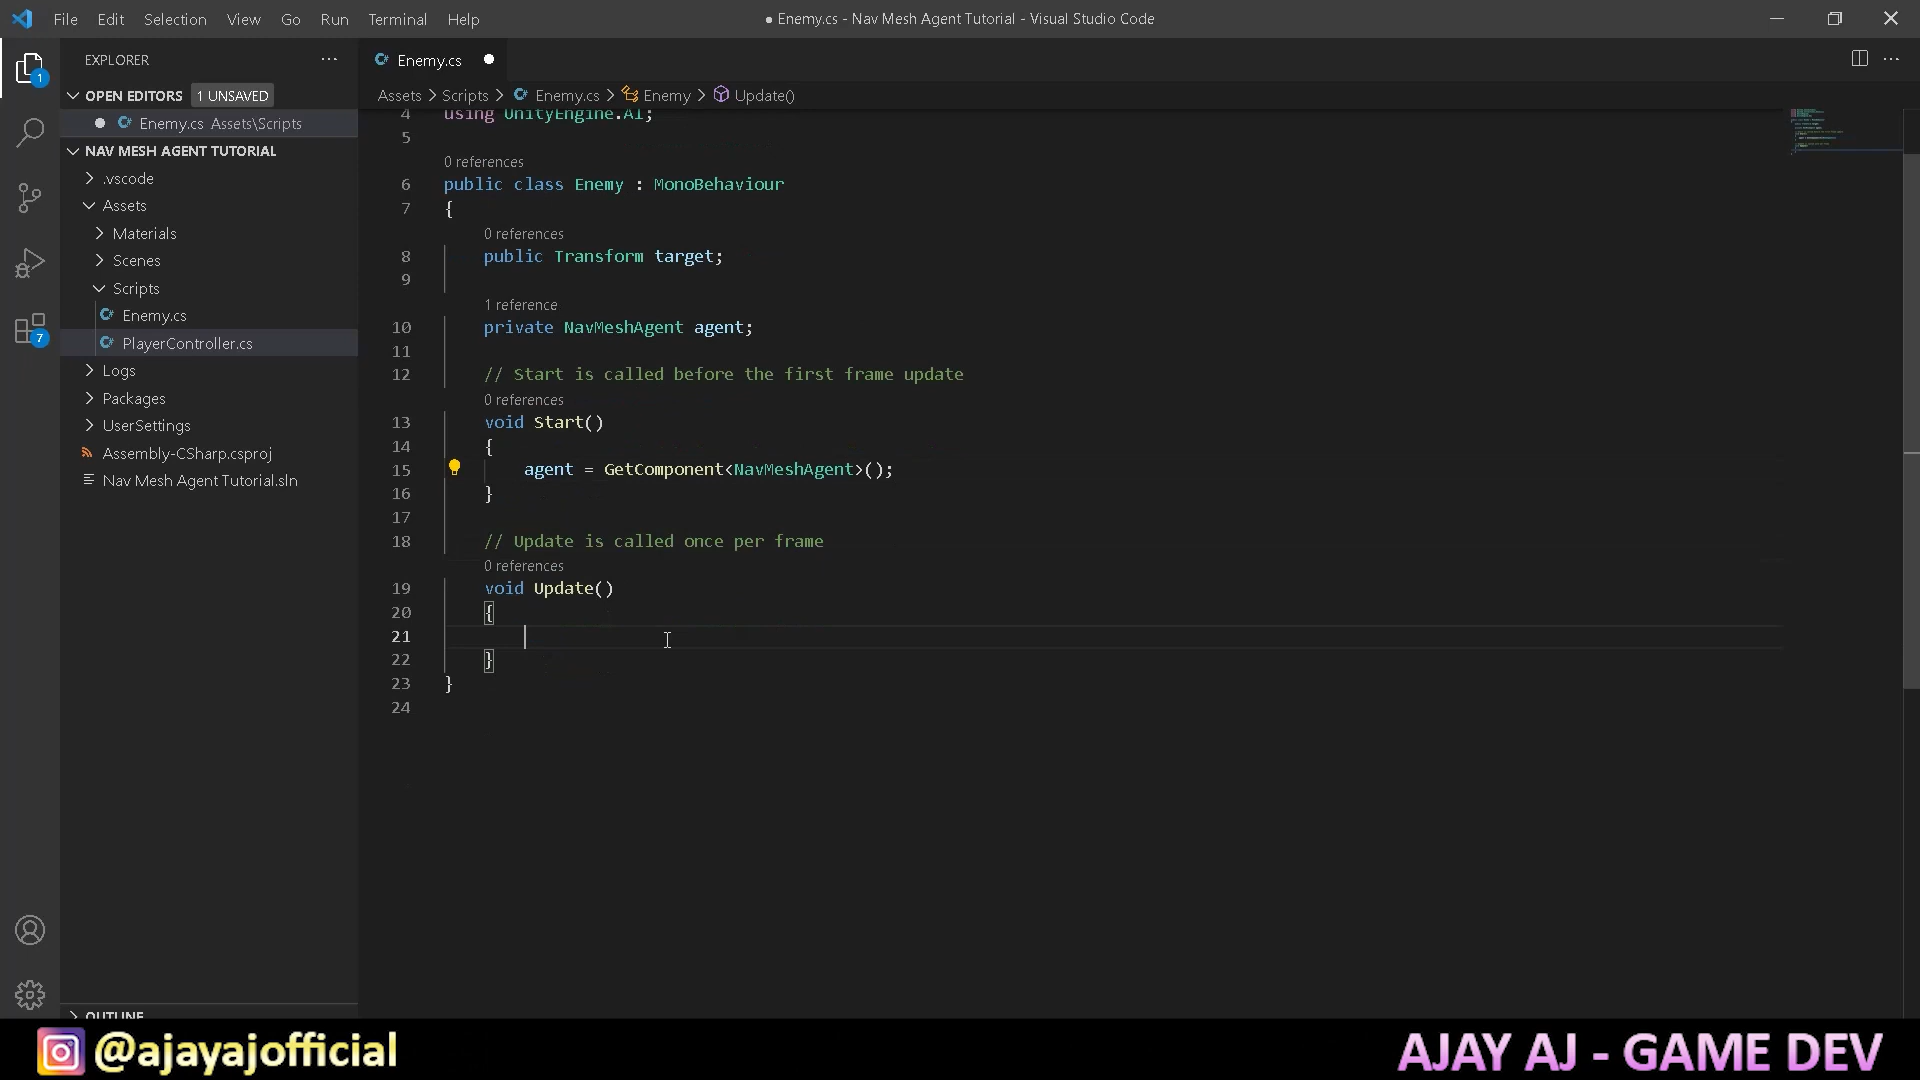 File Edit Selection View Go Run Terminal Help
● Enemy.cs - Nav Mesh Agent Tutorial - Visual Studio Code
EXPLORER
OPEN EDITORS 1 UNSAVED
Enemy.cs Assets\Scripts
NAV MESH AGENT TUTORIAL
.vscode
Assets
Materials
Scenes
Scripts
Enemy.cs
PlayerController.cs
Logs
Packages
UserSettings
Assembly-CSharp.csproj
Nav Mesh Agent Tutorial.sln
OUTLINE
1
7
Enemy.cs
Assets > Scripts > Enemy.cs > Enemy > Update()
4 using UnityEngine.AI;
5
0 references
6 public class Enemy : MonoBehaviour
7 {
0 references
8 public Transform target;
9
1 reference
10 private NavMeshAgent agent;
11
12 // Start is called before the first frame update
0 references
13 void Start()
14 {
15 agent = GetComponent<NavMeshAgent>();
16 }
17
18 // Update is called once per frame
0 references
19 void Update()
20 {
21
22 }
23 }
24
@ajayajofficial
AJAY AJ - GAME DEV